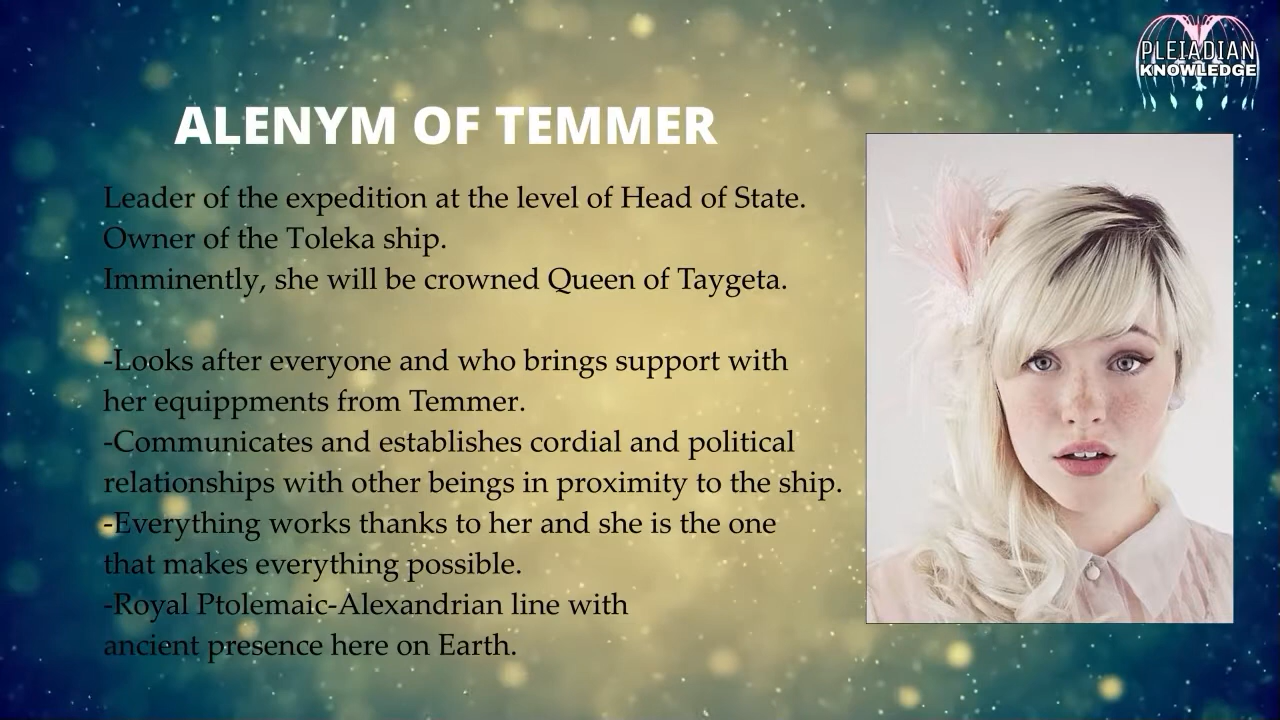 PLEIADIAN
KNOWLEDGE
ALENYM OF TEMMER
Leader of the expedition at the level of Head of State.
Owner of the Toleka ship.
Imminently, she will be crowned Queen of Taygeta.
-Looks after everyone and who brings support with
her equippments from Temmer.
-Communicates and establishes cordial and political
relationships with other beings in proximity to the ship.
-Everything works thanks to her and she is the one
that makes everything possible.
-Royal Ptolemaic-Alexandrian line with
ancient presence here on Earth.